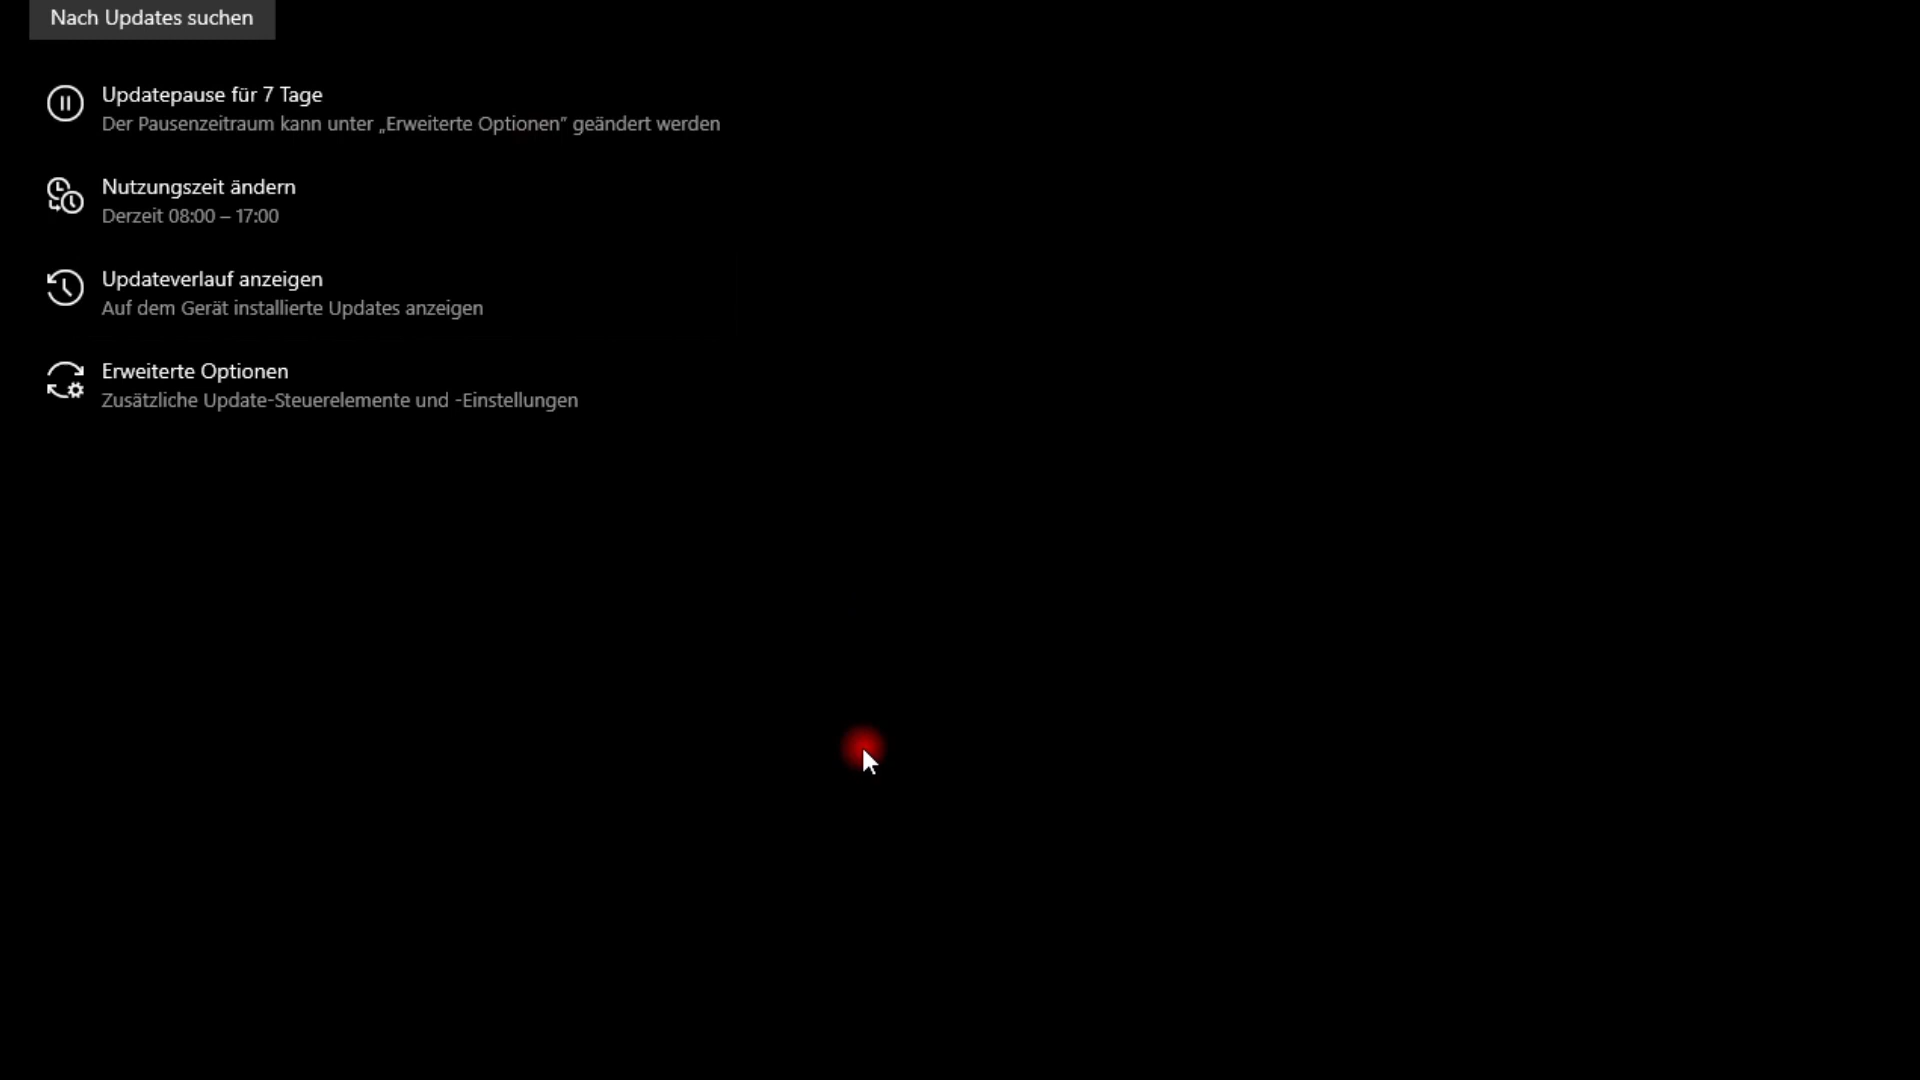 Nach Updates suchen
Updatepause für 7 Tage
Der Pausenzeitraum kann unter „Erweiterte Optionen” geändert werden
Nutzungszeit ändern
Derzeit 08:00 – 17:00
Updateverlauf anzeigen
Auf dem Gerät installierte Updates anzeigen
Erweiterte Optionen
Zusätzliche Update-Steuerelemente und -Einstellungen